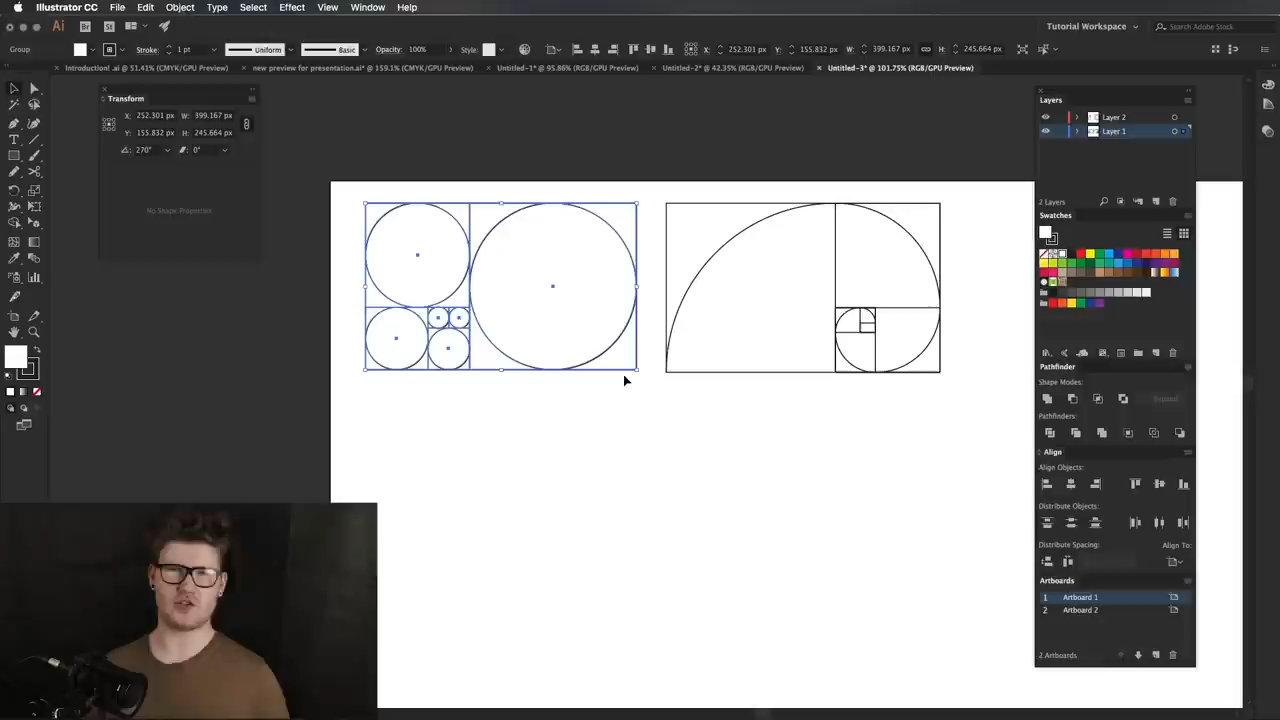 Illustrator CC File Edit Object Type Select Effect View Window Help
Ai Br St Tutorial Workspace Search Adobe Stock
Group Stroke: 1 pt Uniform Basic Opacity: 100% Style: X: 252.301 px Y: 155.832 px W: 399.167 px H: 245.664 px
Introduction! .ai @ 51.41% (CMYK/GPU Preview) new preview for presentation.ai* @ 159.1% (CMYK/GPU Preview) Untitled-1* @ 95.86% (RGB/GPU Preview) Untitled-2* @ 42.35% (RGB/GPU Preview) Untitled-3* @ 101.75% (RGB/GPU Preview)
Transform
X: 252.301 px W: 399.167 px
Y: 155.832 px H: 245.664 px
270° 0°
No Shape Properties
Layers
Layer 2
Layer 1
2 Layers
Swatches
Pathfinder
Shape Modes:
Expand
Pathfinders:
Align
Align Objects:
Distribute Objects:
Distribute Spacing: Align To:
Artboards
1 Artboard 1
2 Artboard 2
2 Artboards